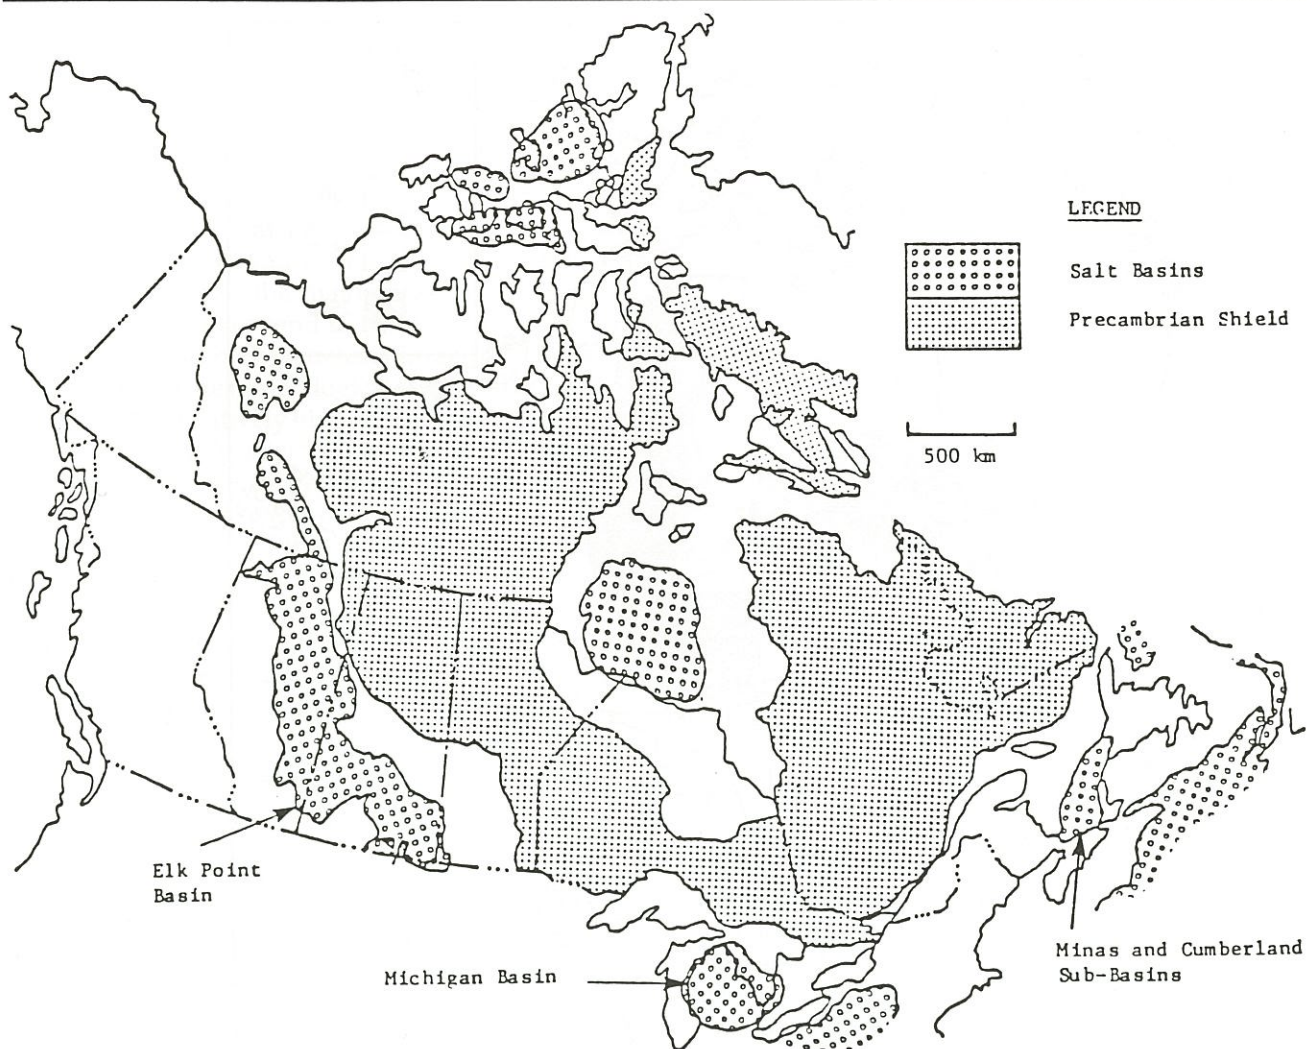 LEGEND
Salt Basins
Precambrian Shield
500 km
Elk Point
Basin
Michigan Basin
Minas and Cumberland
Sub-Basins